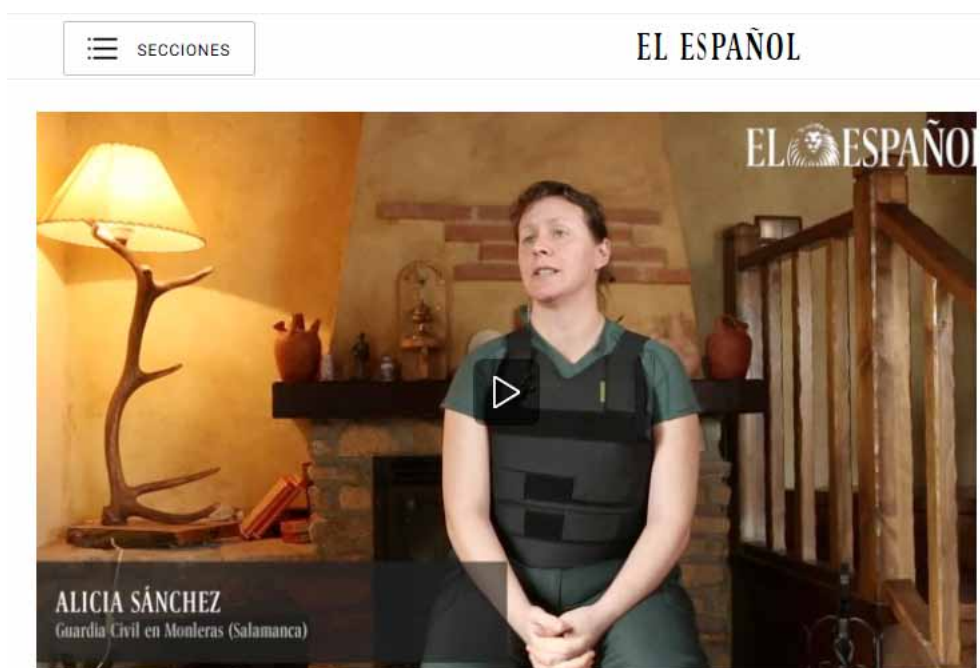 SECCIONES
EL ESPAÑOL
EL ESPAÑOL
ALICIA SÁNCHEZ
Guardia Civil en Monleras (Salamanca)